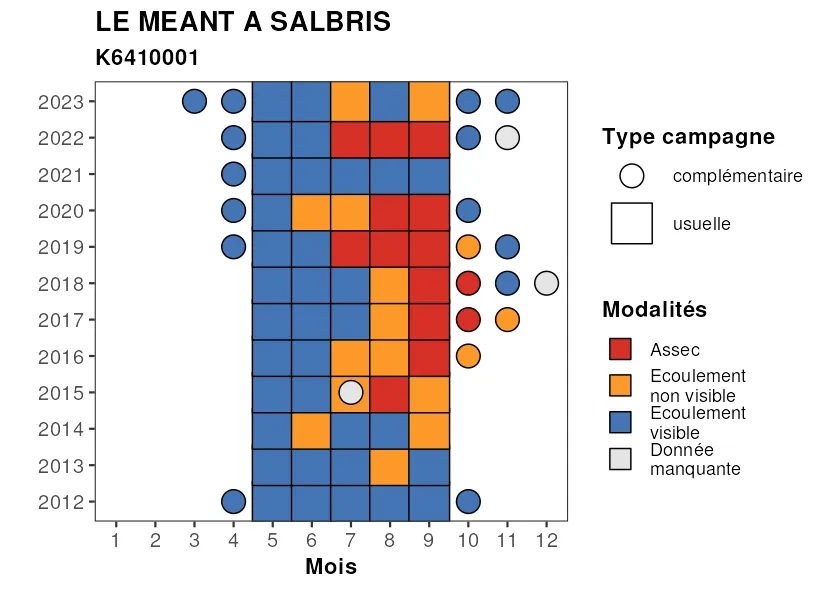 LE MEANT A SALBRIS
K6410001
2023
2022
2021
2020
2019
2018
2017
2016
2015
2014
2013
2012
1 2 3 4 5 6 7 8 9 10 11 12
Mois
Type campagne
complémentaire
usuelle
Modalités
Assec
Ecoulement
non visible
Ecoulement
visible
Donnée
manquante